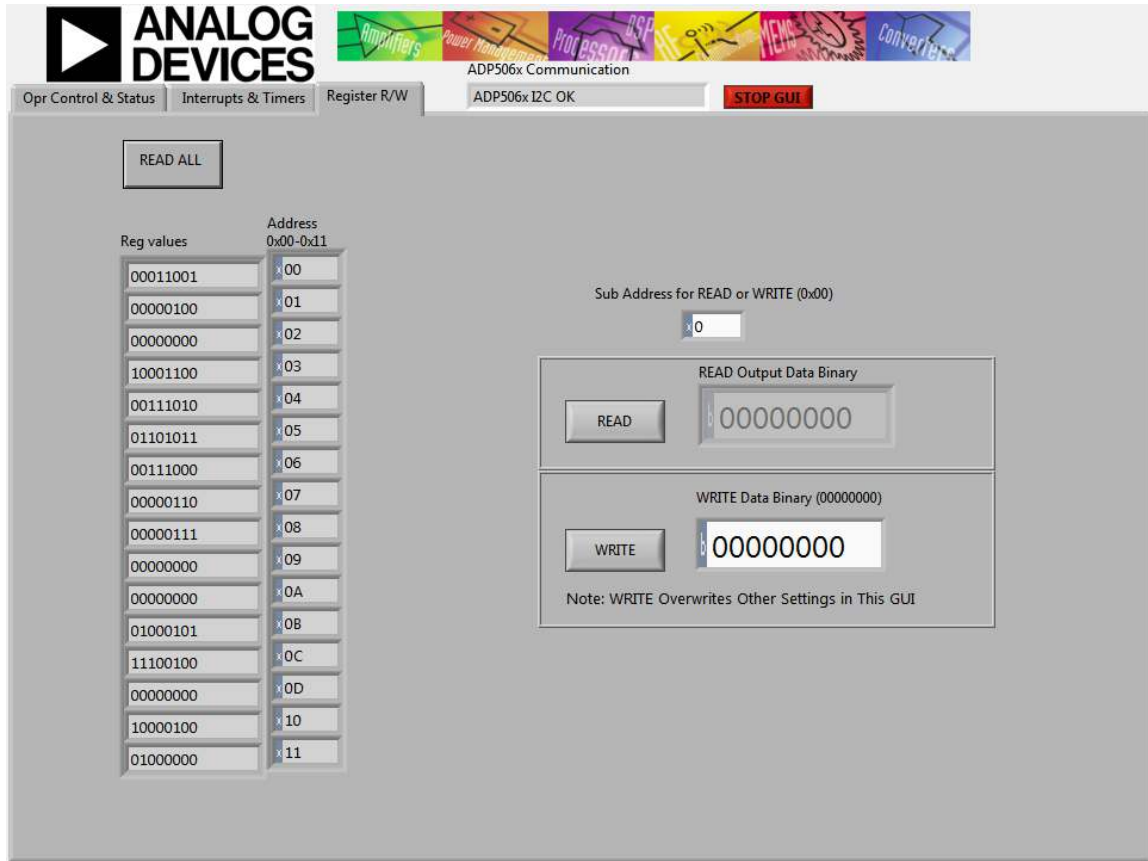 ANALOG
DEVICES
Amplifiers
Power Management
Processors
DSP
RF
MEMS
Converters
ADP506x Communication
Opr Control & Status
Interrupts & Timers
Register R/W
ADP506x I2C OK
STOP GUI
READ ALL
Reg values
Address
0x00-0x11
00011001 x 00
00000100 x 01
00000000 x 02
10001100 x 03
00111010 x 04
01101011 x 05
00111000 x 06
00000110 x 07
00000111 x 08
00000000 x 09
00000000 x 0A
01000101 x 0B
11100100 x 0C
00000000 x 0D
10000100 x 10
01000000 x 11
Sub Address for READ or WRITE (0x00)
x 0
READ Output Data Binary
READ
b 00000000
WRITE Data Binary (00000000)
WRITE
b 00000000
Note: WRITE Overwrites Other Settings in This GUI